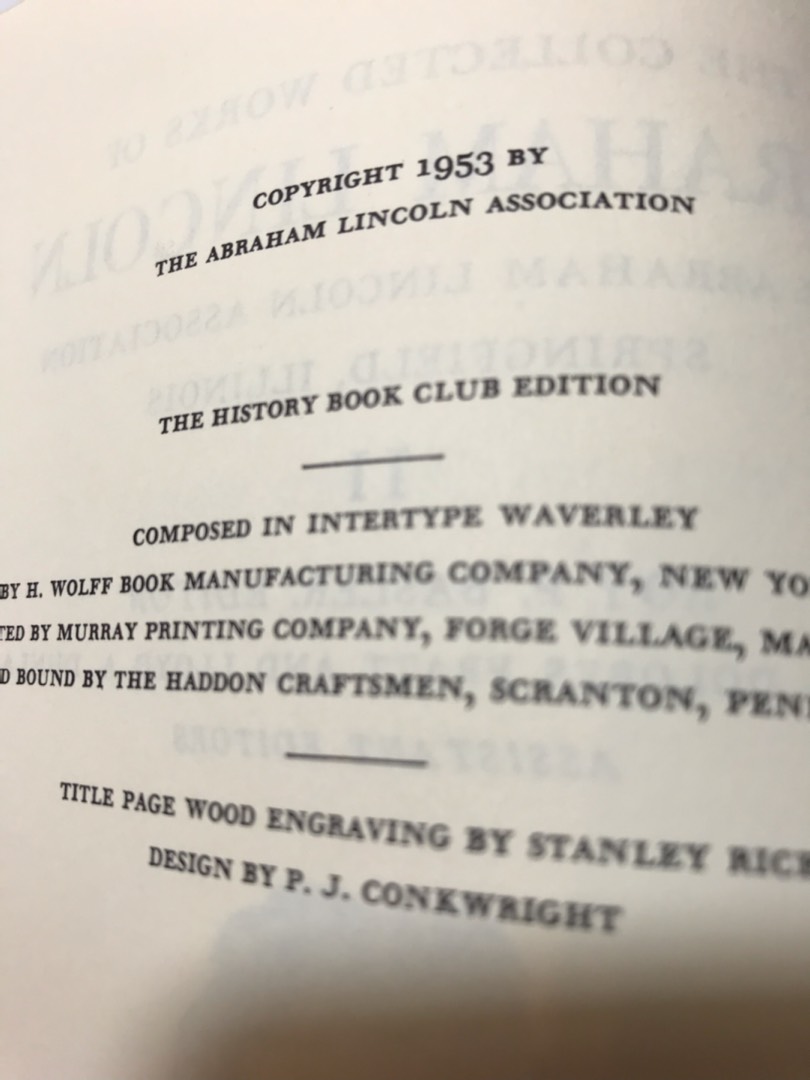 COPYRIGHT 1953 BY
THE ABRAHAM LINCOLN ASSOCIATION
THE HISTORY BOOK CLUB EDITION
COMPOSED IN INTERTYPE WAVERLEY
BY H. WOLFF BOOK MANUFACTURING COMPANY, NEW YO
TED BY MURRAY PRINTING COMPANY, FORGE VILLAGE, MA
D BOUND BY THE HADDON CRAFTSMEN, SCRANTON, PEN
TITLE PAGE WOOD ENGRAVING BY STANLEY RICE
DESIGN BY P. J. CONKWRIGHT